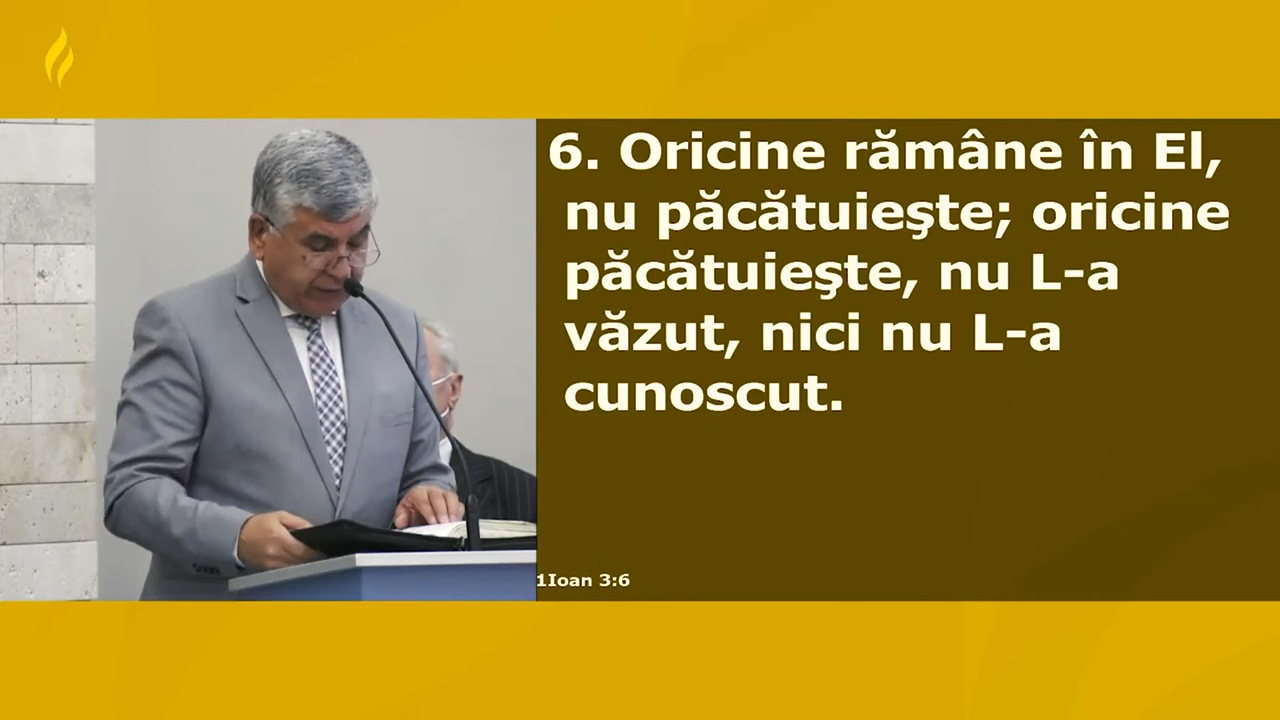 6. Oricine rămâne în El,
nu păcătuieşte; oricine
păcătuieşte, nu L-a
văzut, nici nu L-a
cunoscut.
1Ioan 3:6